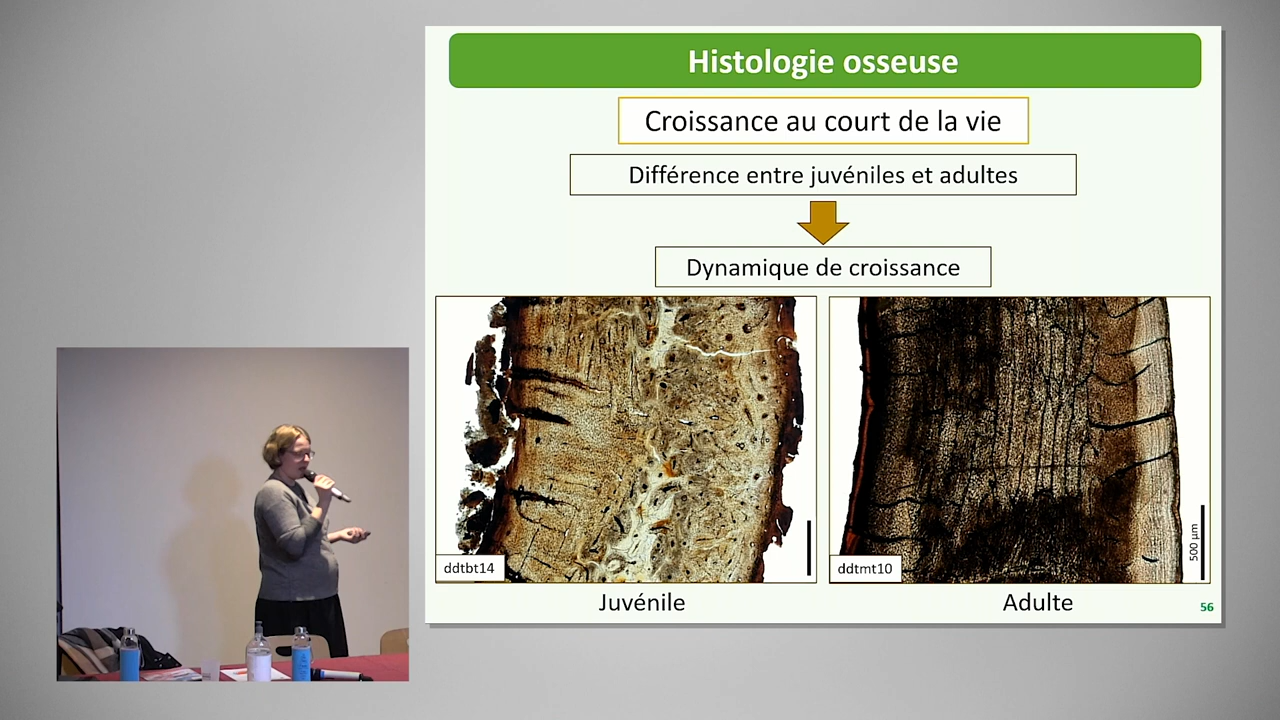 Histologie osseuse
Croissance au court de la vie
Différence entre juvéniles et adultes
Dynamique de croissance
ddtbt14
ddtmt10
500 µm
Juvénile
Adulte
56